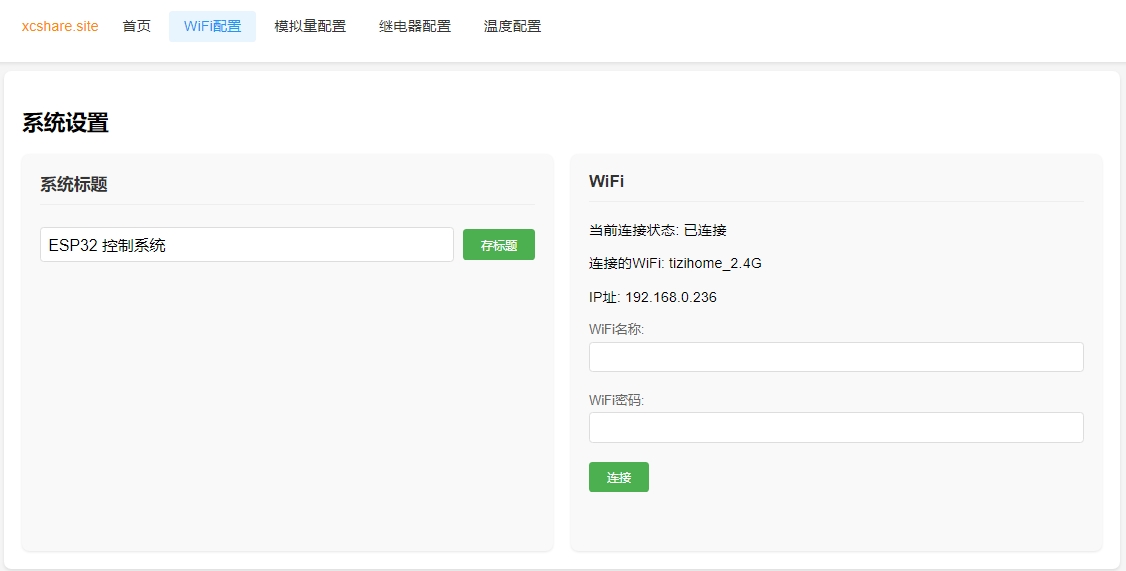 xcshare.site 首页 WiFi配置 模拟量配置 继电器配置 温度配置
系统设置
系统标题
ESP32 控制系统 存标题
WiFi
当前连接状态: 已连接
连接的WiFi: tizihome_2.4G
IP址: 192.168.0.236
WiFi名称:
WiFi密码:
连接